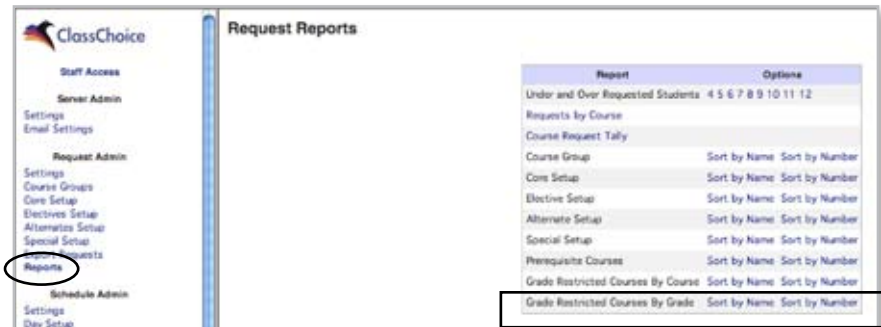 ClassChoice
Staff Access
Server Admin
Settings
Email Settings
Request Admin
Settings
Course Groups
Core Setup
Electives Setup
Alternates Setup
Special Setup
Export Requests
Reports
Schedule Admin
Settings
Day Setup
Request Reports
Report Options
Under and Over Requested Students 4 5 6 7 8 9 10 11 12
Requests by Course
Course Request Tally
Course Group Sort by Name Sort by Number
Core Setup Sort by Name Sort by Number
Elective Setup Sort by Name Sort by Number
Alternate Setup Sort by Name Sort by Number
Special Setup Sort by Name Sort by Number
Prerequisite Courses Sort by Name Sort by Number
Grade Restricted Courses By Course Sort by Name Sort by Number
Grade Restricted Courses By Grade Sort by Name Sort by Number